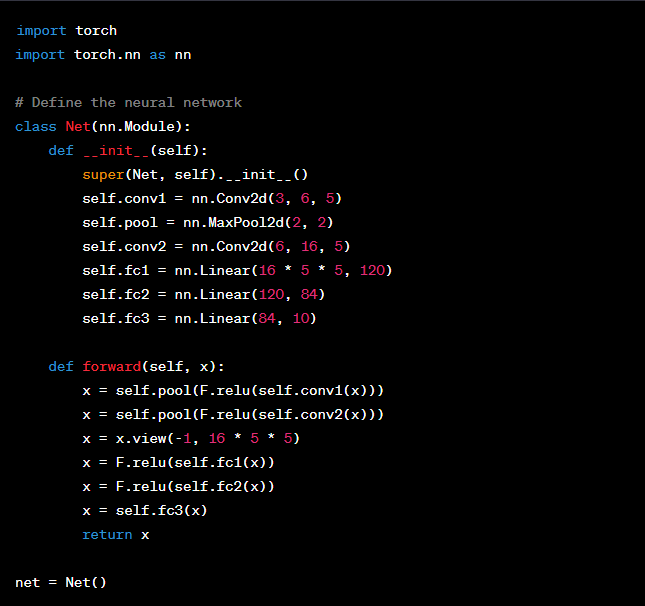 import torch
import torch.nn as nn

# Define the neural network
class Net(nn.Module):
    def __init__(self):
        super(Net, self).__init__()
        self.conv1 = nn.Conv2d(3, 6, 5)
        self.pool = nn.MaxPool2d(2, 2)
        self.conv2 = nn.Conv2d(6, 16, 5)
        self.fc1 = nn.Linear(16 * 5 * 5, 120)
        self.fc2 = nn.Linear(120, 84)
        self.fc3 = nn.Linear(84, 10)

    def forward(self, x):
        x = self.pool(F.relu(self.conv1(x)))
        x = self.pool(F.relu(self.conv2(x)))
        x = x.view(-1, 16 * 5 * 5)
        x = F.relu(self.fc1(x))
        x = F.relu(self.fc2(x))
        x = self.fc3(x)
        return x

net = Net()